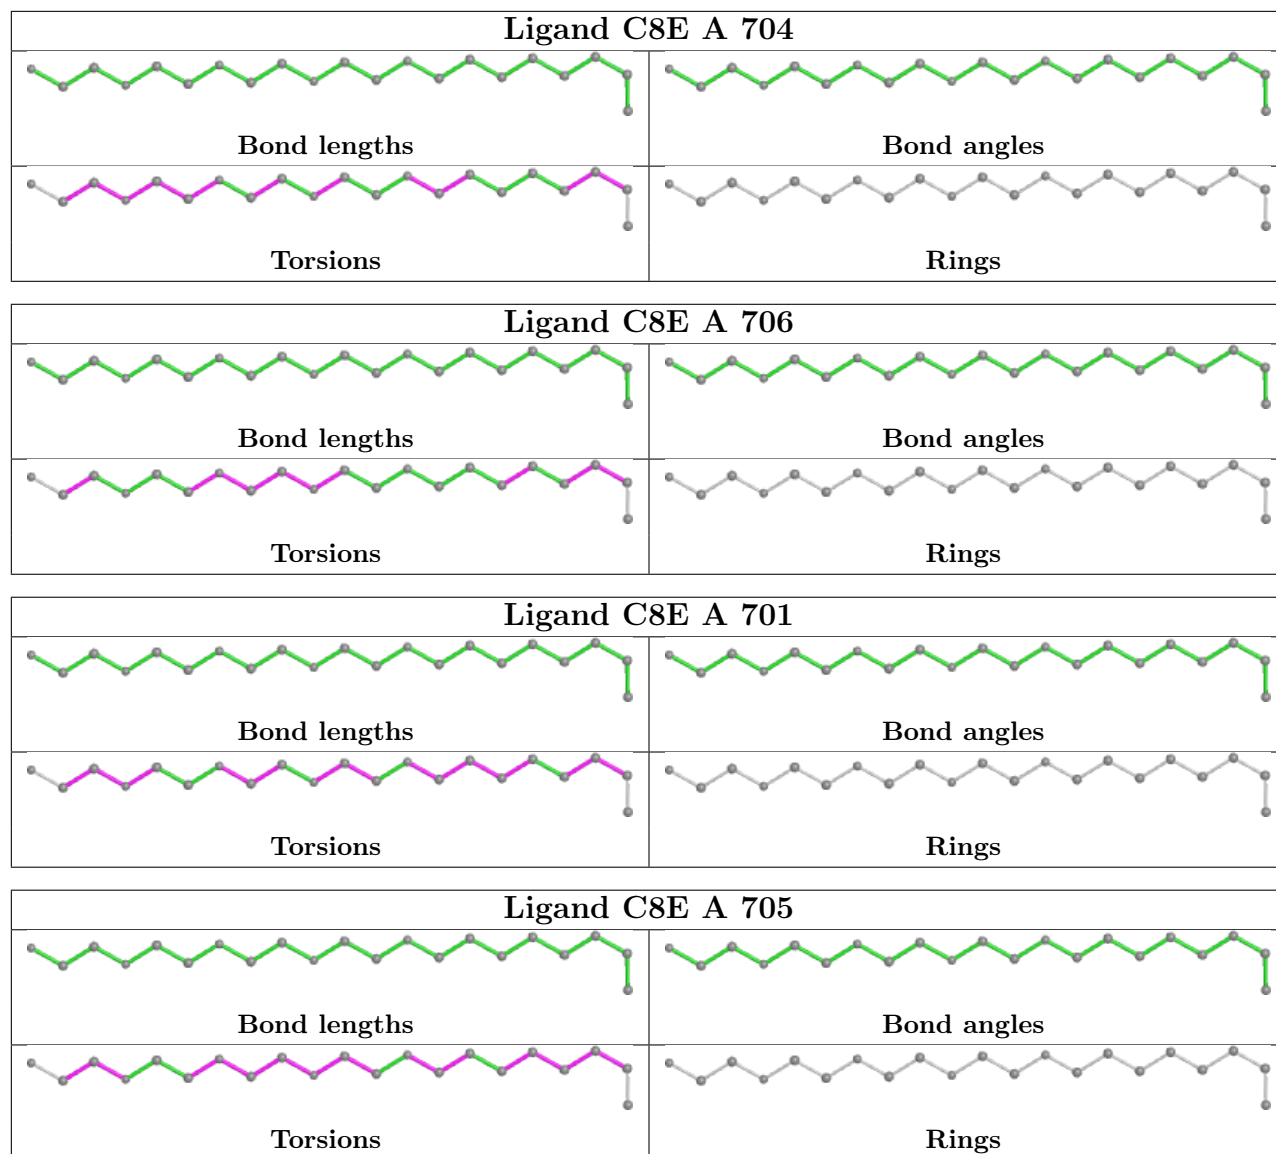 Ligand C8E A 704
Bond lengths
Bond angles
Torsions
Rings
Ligand C8E A 706
Bond lengths
Bond angles
Torsions
Rings
Ligand C8E A 701
Bond lengths
Bond angles
Torsions
Rings
Ligand C8E A 705
Bond lengths
Bond angles
Torsions
Rings